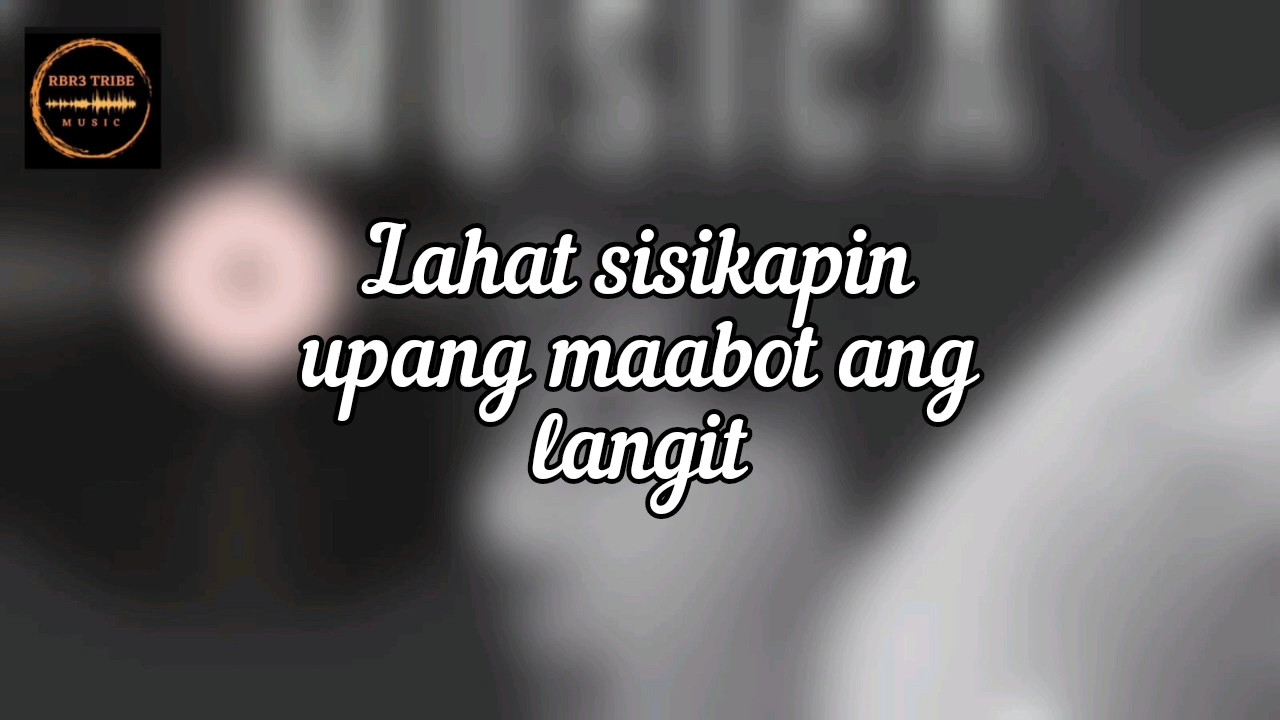 RBR3 TRIBE
MUSIC
Lahat sisikapin
upang maabot ang
langit